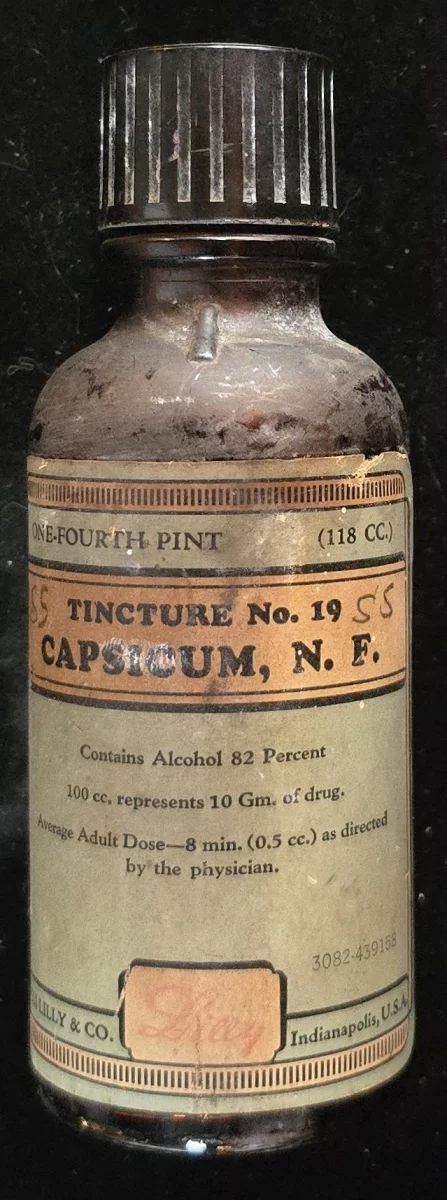 ONE-FOURTH PINT (118 CC.)
55 TINCTURE No. 19 55
CAPSICUM, N. F.
Contains Alcohol 82 Percent
100 cc. represents 10 Gm. of drug.
Average Adult Dose—8 min. (0.5 cc.) as directed
by the physician.
3082-439158
ELI LILLY & CO. Lilly Indianapolis, U.S.A.